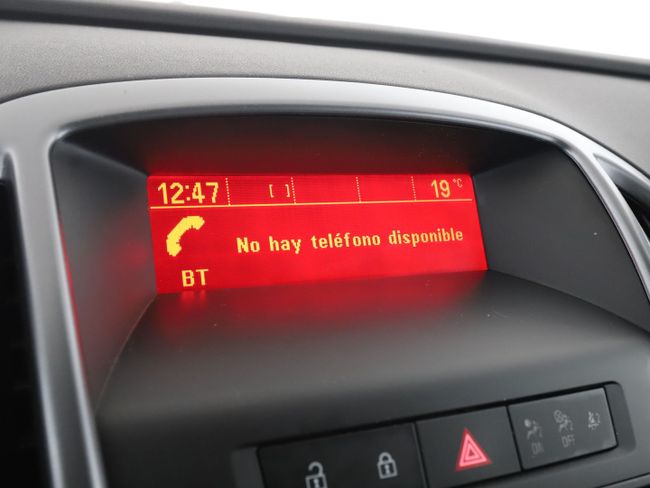 12:47 [ ] 19°C
No hay teléfono disponible
BT
ON OFF